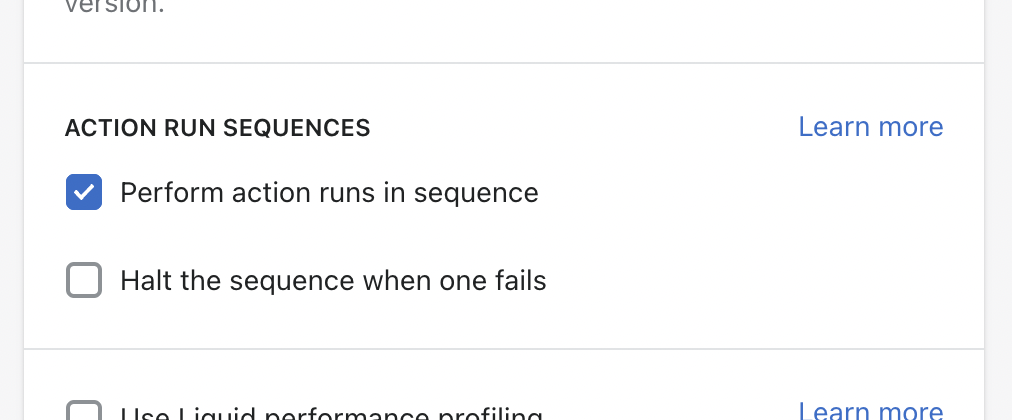 version.
ACTION RUN SEQUENCES
Learn more
Perform action runs in sequence
Halt the sequence when one fails
Use Liquid performance profiling
Learn more